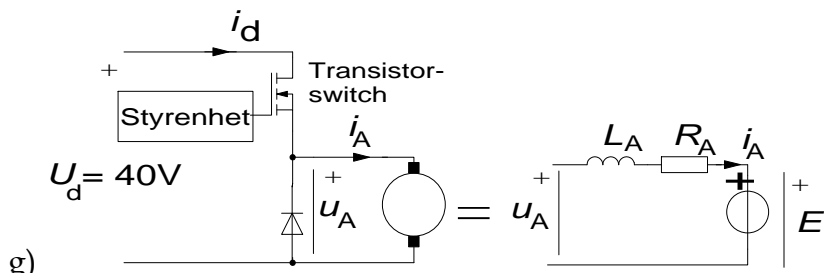 i_d
+
Transistor-
switch
Styrenhet
i_A
L_A R_A i_A
U_d = 40V
+
u_A
=
+
u_A
+
+
E
g)